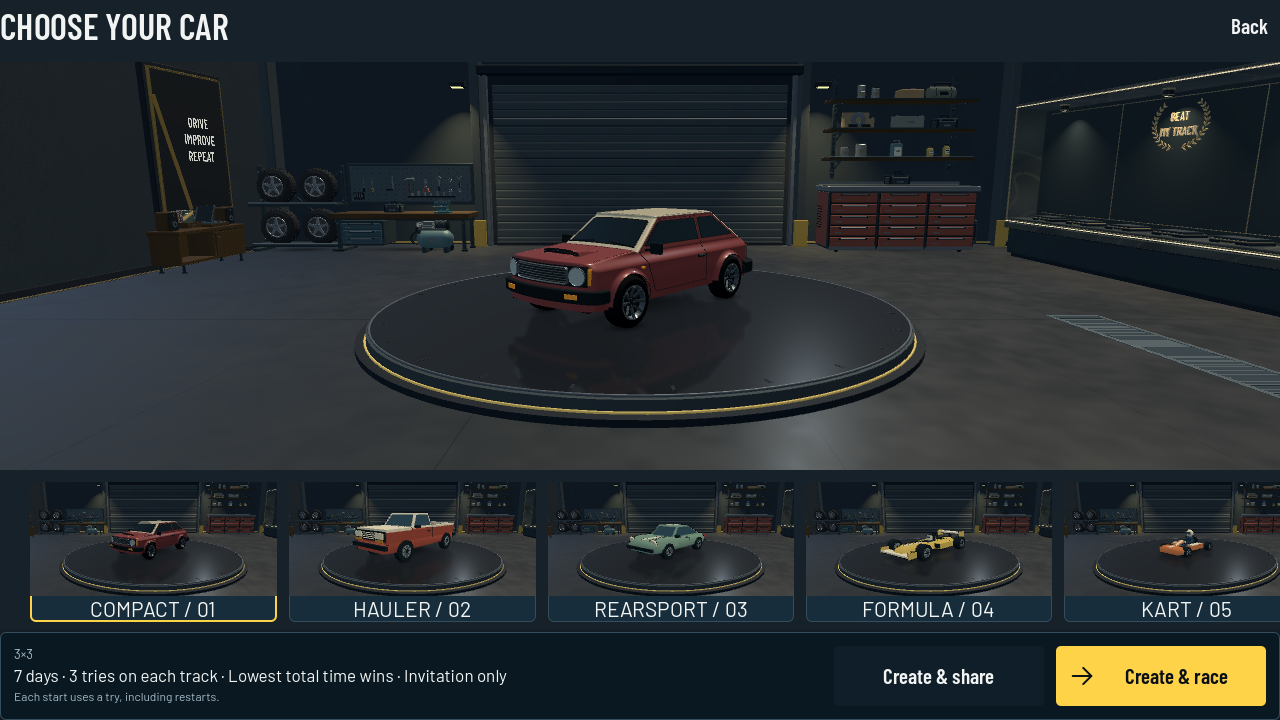 CHOOSE YOUR CAR
Back
DRIVE
IMPROVE
REPEAT
BEAT
MY TRACK
COMPACT / 01
HAULER / 02
REARSPORT / 03
FORMULA / 04
KART / 05
3×3
7 days · 3 tries on each track · Lowest total time wins · Invitation only
Each start uses a try, including restarts.
Create & share
Create & race